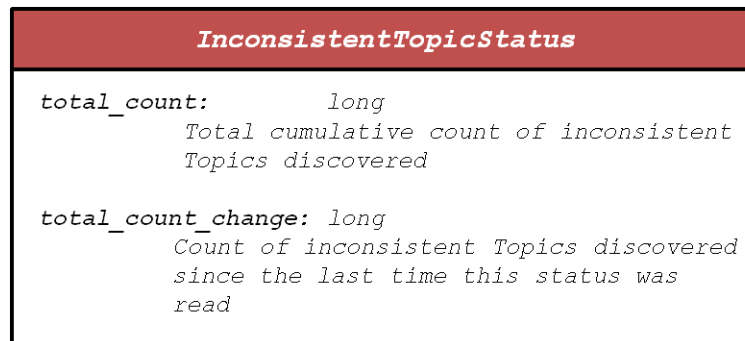 InconsistentTopicStatus
total_count: long
Total cumulative count of inconsistent
Topics discovered
total_count_change: long
Count of inconsistent Topics discovered
since the last time this status was
read